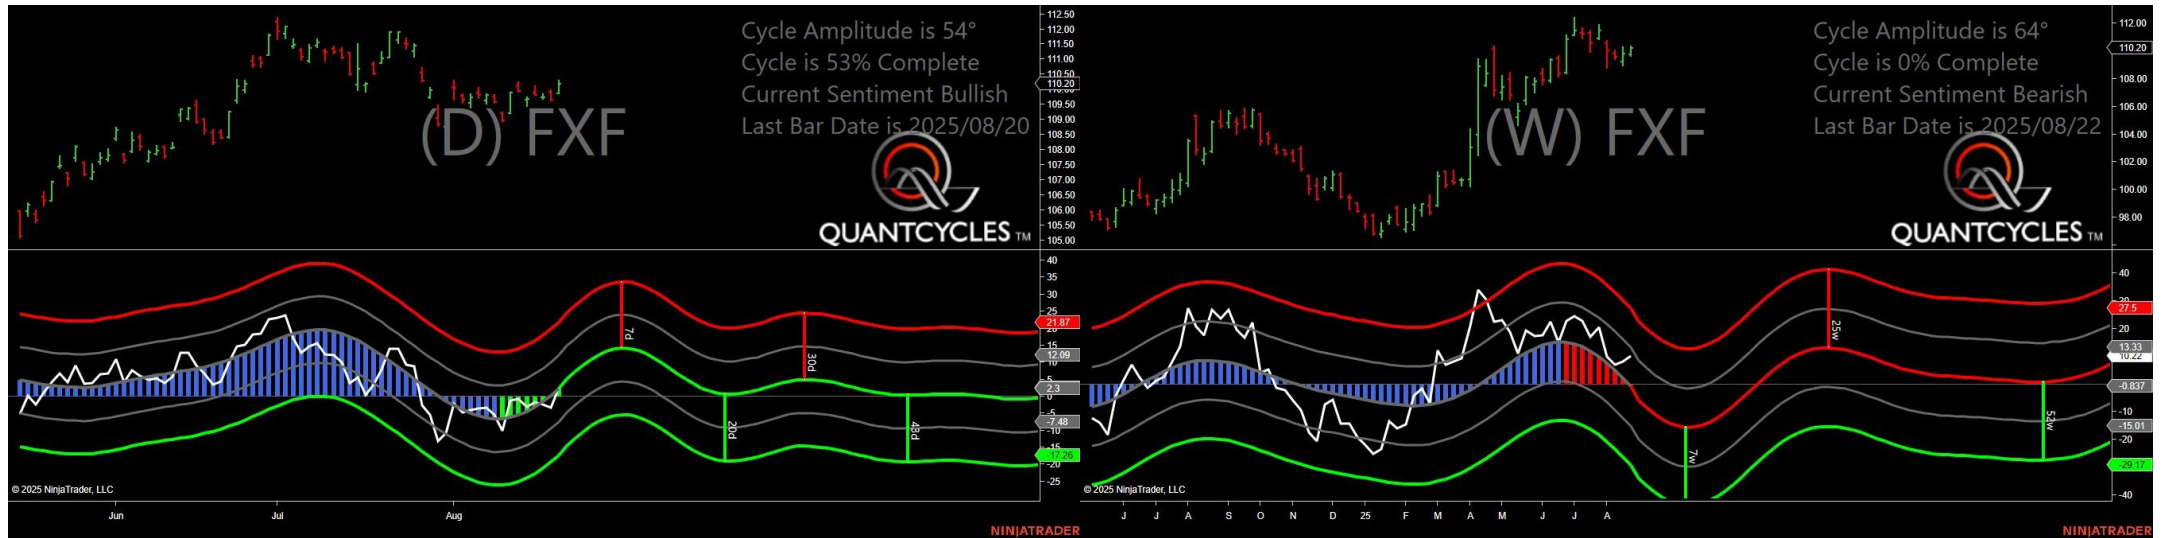 Cycle Amplitude is 54°
Cycle is 53% Complete
Current Sentiment Bullish
Last Bar Date is 2025/08/20
(D) FXF
QUANTCYCLES TM
112.50
112.00
111.50
111.00
110.50
110.20
109.50
109.00
108.50
108.00
107.50
107.00
106.50
106.00
105.50
105.00
40
35
30
25
21.87
15
12.09
2.3
0
-5
-7.48
-10
-17.26
-20
-25
7d
20d
30d
43d
© 2025 NinjaTrader, LLC
Jun
Jul
Aug
NINJATRADER
Cycle Amplitude is 64°
Cycle is 0% Complete
Current Sentiment Bearish
Last Bar Date is 2025/08/22
(W) FXF
QUANTCYCLES TM
112.00
110.20
108.00
106.00
104.00
102.00
100.00
98.00
40
27.5
20
13.33
10.22
-0.837
-10
-15.01
-20
-29.17
-40
7w
25w
52w
© 2025 NinjaTrader, LLC
J
J
A
S
O
N
D
25
F
M
A
M
J
J
A
NINJATRADER